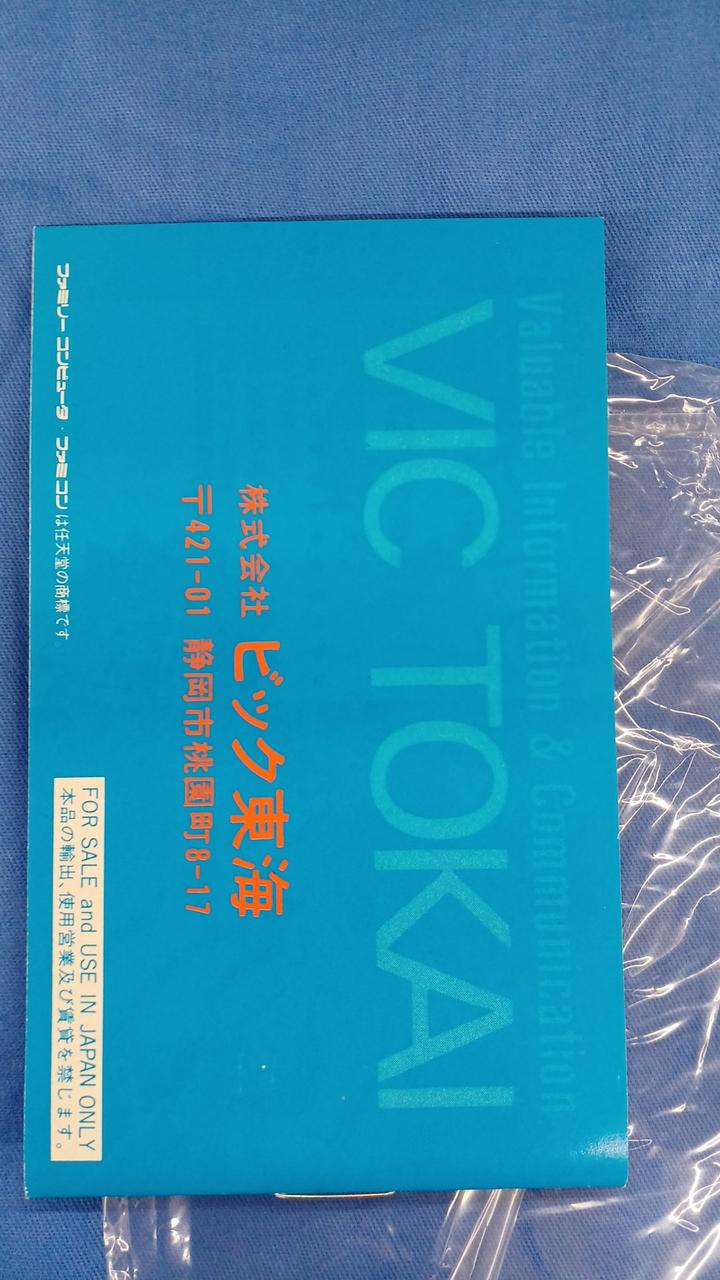 Valuable Information & Communication
VIC TOKAI
株式会社 ビック東海
〒421-01 静岡市桃園町8-17
FOR SALE and USE IN JAPAN ONLY
本品の輸出、使用営業及び賃貸を禁じます。
ファミリーコンピュータ・ファミコンは任天堂の商標です。